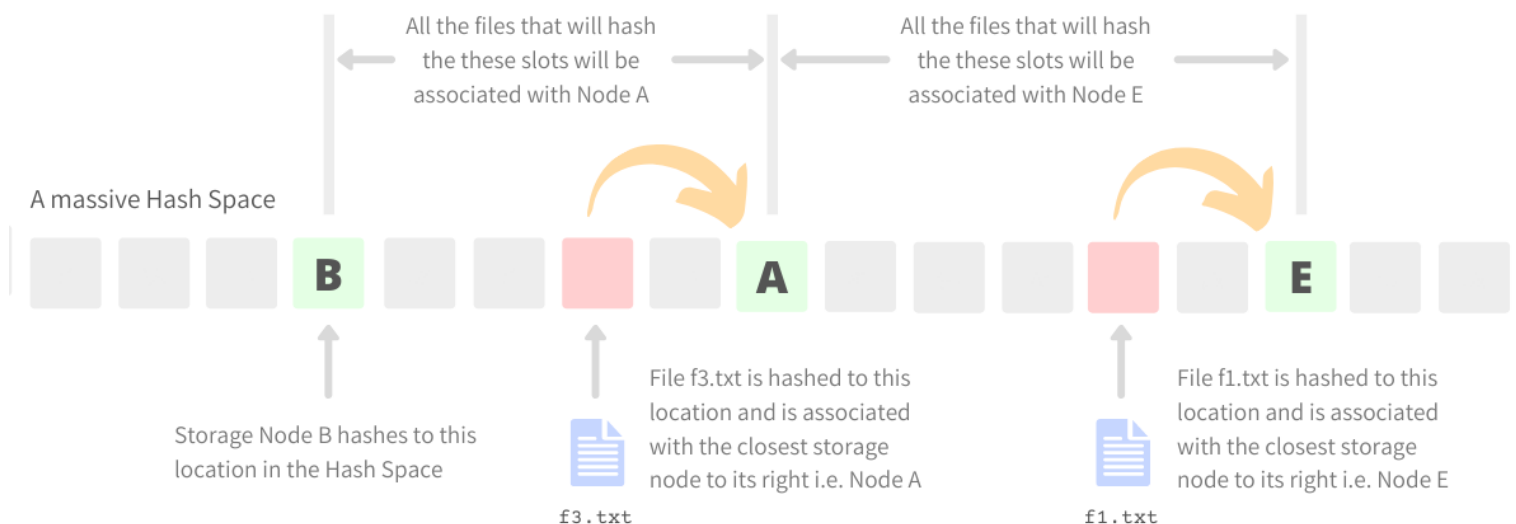 All the files that will hash
the these slots will be
associated with Node A
All the files that will hash
the these slots will be
associated with Node E
A massive Hash Space
B
A
E
Storage Node B hashes to this
location in the Hash Space
File f3.txt is hashed to this
location and is associated
with the closest storage
node to its right i.e. Node A
f3.txt
File f1.txt is hashed to this
location and is associated
with the closest storage
node to its right i.e. Node E
f1.txt